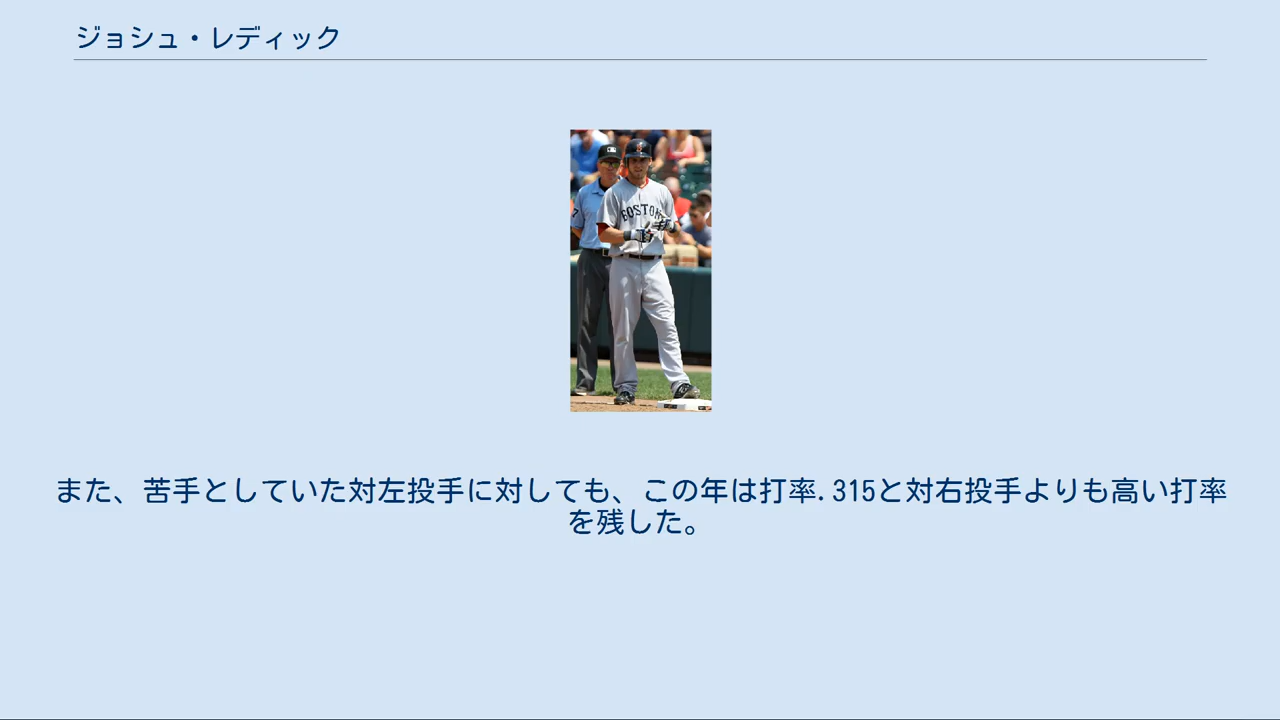 ジョシュ・レディック
BOSTON
また、苦手としていた対左投手に対しても、この年は打率.315と対右投手よりも高い打率
を残した。